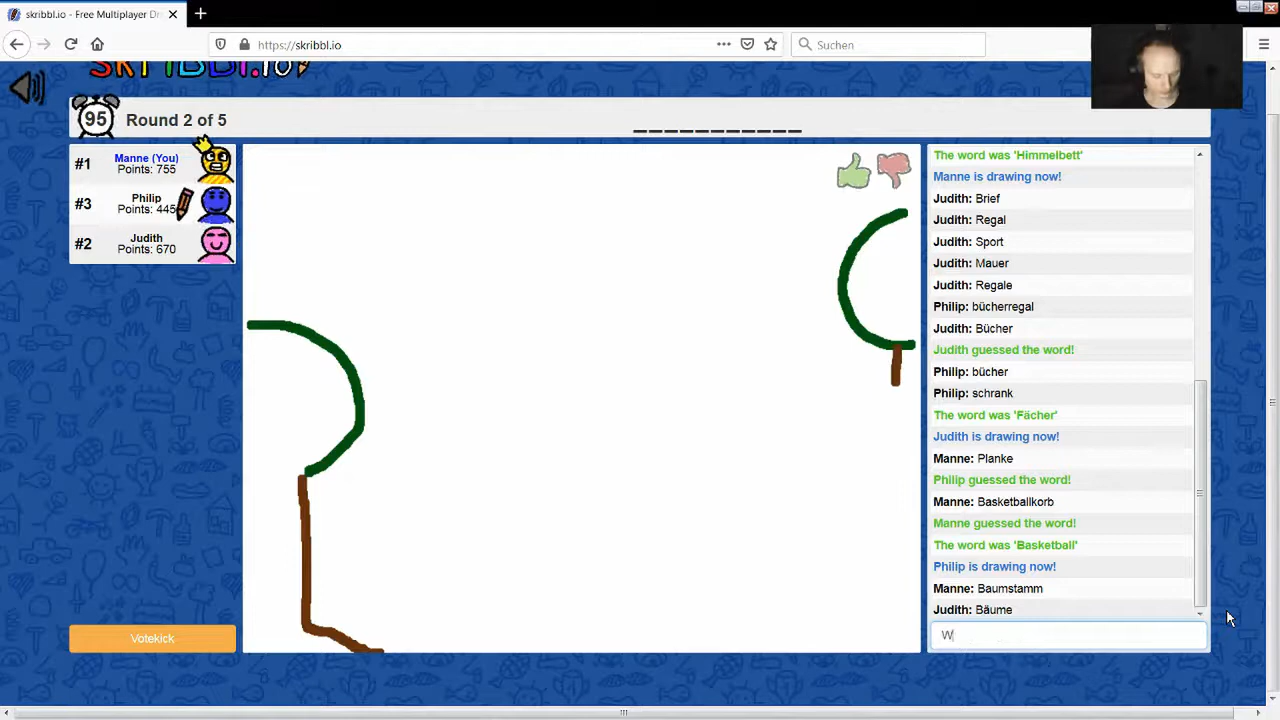 skribbl.io - Free Multiplayer Dr
https://skribbl.io
Suchen
skribbl.io
95
Round 2 of 5
___________
#1
Manne (You)
Points: 755
#3
Philip
Points: 445
#2
Judith
Points: 670
Votekick
The word was 'Himmelbett'
Manne is drawing now!
Judith: Brief
Judith: Regal
Judith: Sport
Judith: Mauer
Judith: Regale
Philip: bücherregal
Judith: Bücher
Judith guessed the word!
Philip: bücher
Philip: schrank
The word was 'Fächer'
Judith is drawing now!
Manne: Planke
Philip guessed the word!
Manne: Basketballkorb
Manne guessed the word!
The word was 'Basketball'
Philip is drawing now!
Manne: Baumstamm
Judith: Bäume
W